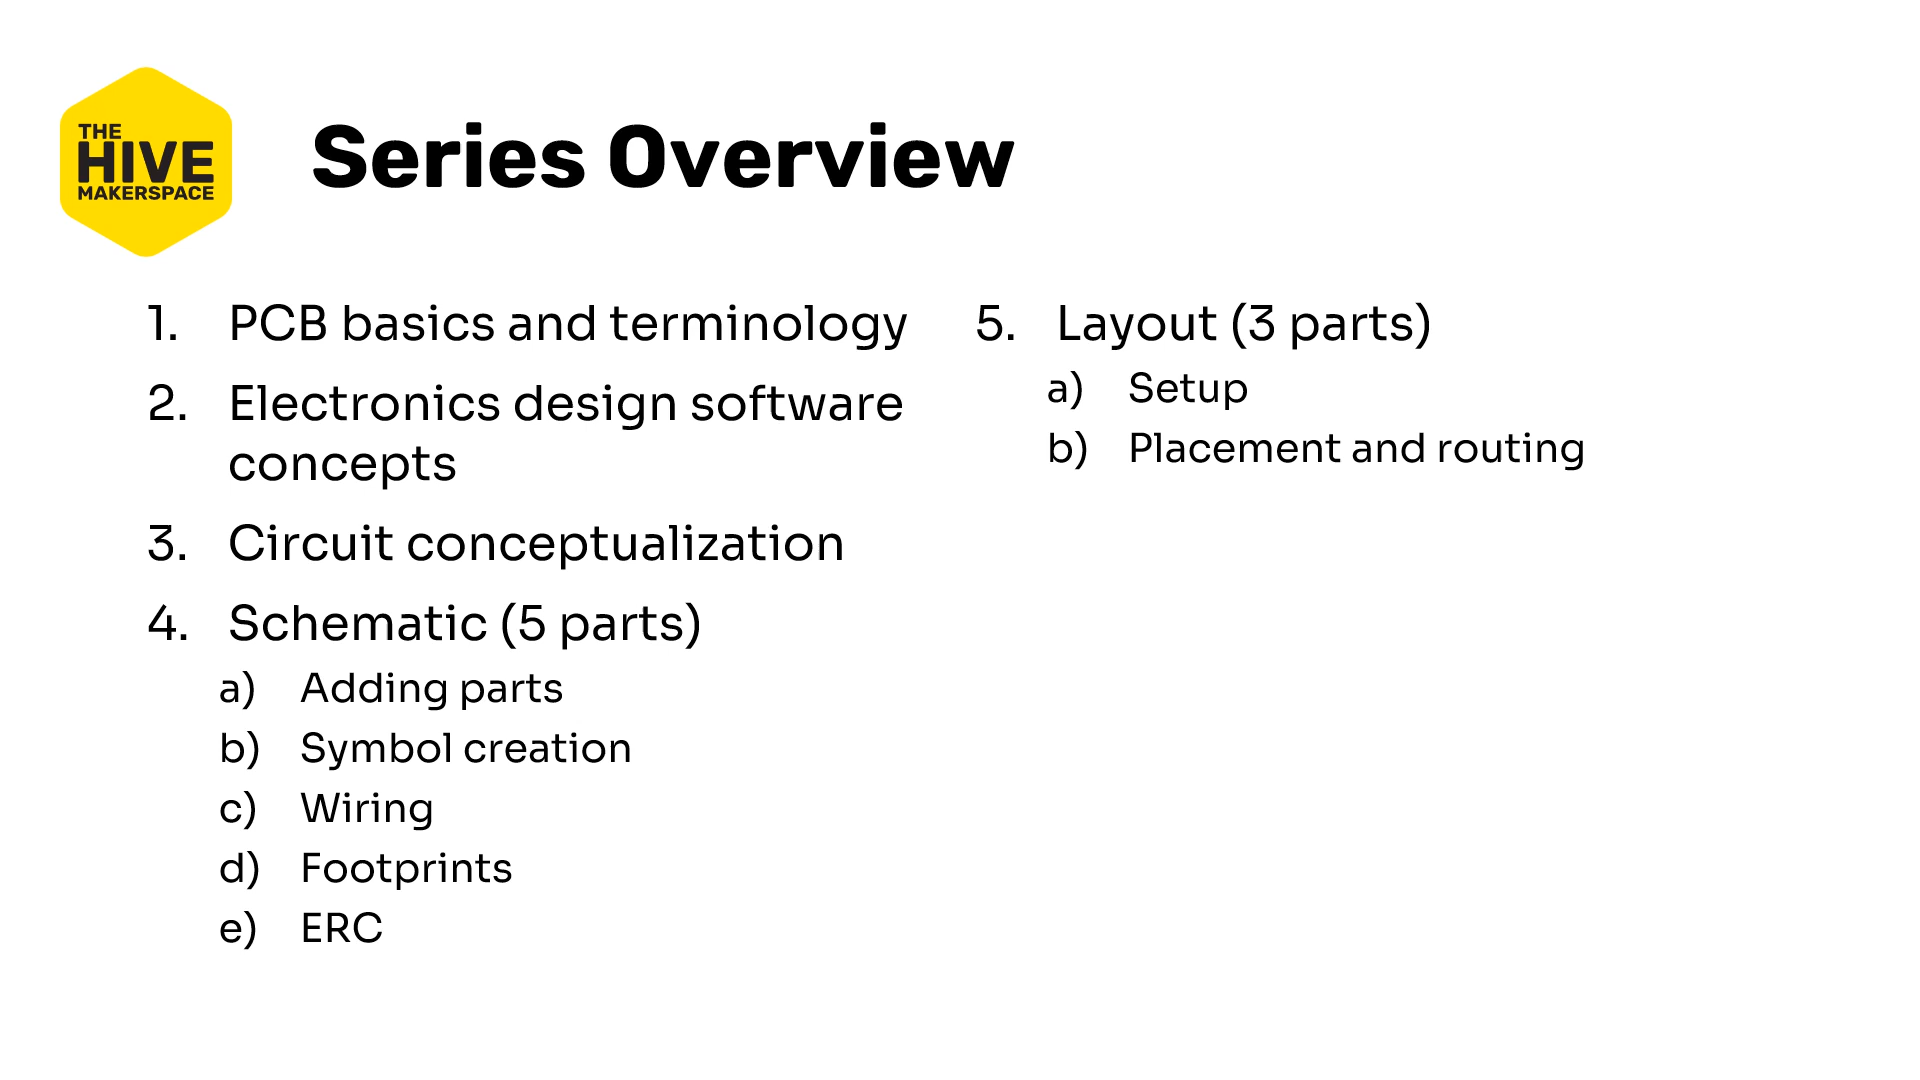 THE
HIVE
MAKERSPACE
Series Overview
1. PCB basics and terminology
2. Electronics design software
concepts
3. Circuit conceptualization
4. Schematic (5 parts)
a) Adding parts
b) Symbol creation
c) Wiring
d) Footprints
e) ERC
5. Layout (3 parts)
a) Setup
b) Placement and routing